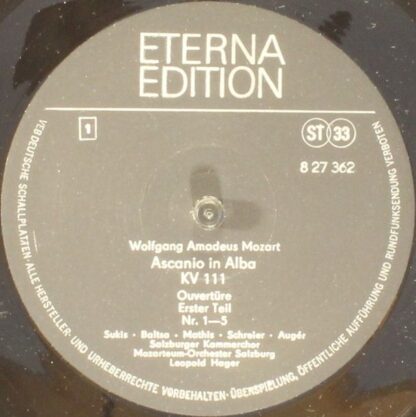 ETERNA
EDITION
1
ST 33
8 27 362
Wolfgang Amadeus Mozart
Ascanio in Alba
KV 111
Ouvertüre
Erster Teil
Nr. 1—5
Sukis · Baltsa · Mathis · Schreier · Augér
Salzburger Kammerchor
Mozarteum-Orchester Salzburg
Leopold Hager
VEB DEUTSCHE SCHALLPLATTEN · ALLE HERSTELLER- UND URHEBERRECHTE VORBEHALTEN · ÜBERSPIELUNG, ÖFFENTLICHE AUFFÜHRUNG UND RUNDFUNKSENDUNG VERBOTEN